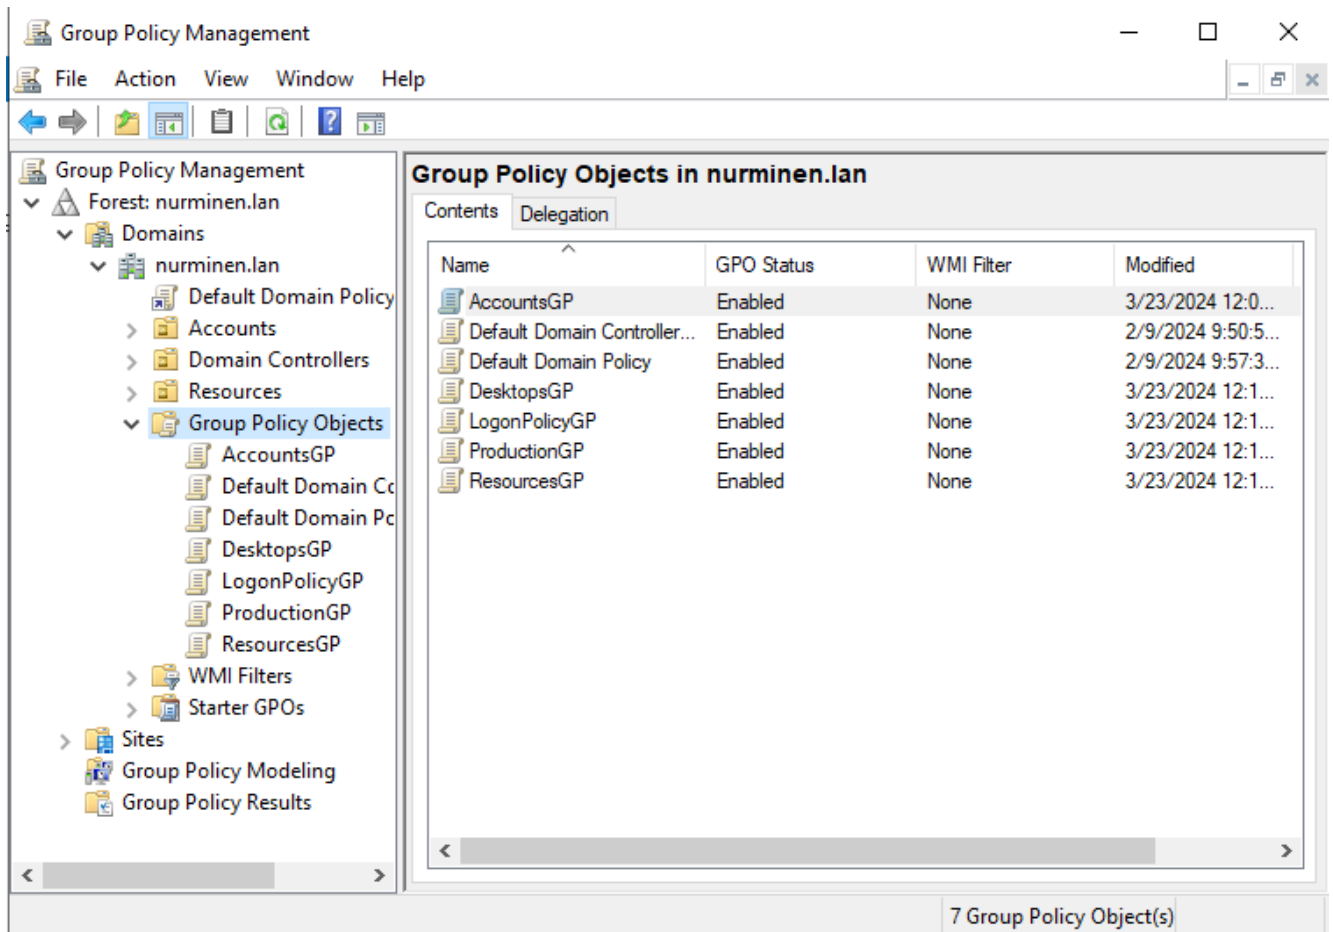 Group Policy Management
File Action View Window Help
Group Policy Management
Forest: nurminen.lan
Domains
nurminen.lan
Default Domain Policy
Accounts
Domain Controllers
Resources
Group Policy Objects
AccountsGP
Default Domain Co
Default Domain Po
DesktopsGP
LogonPolicyGP
ProductionGP
ResourcesGP
WMI Filters
Starter GPOs
Sites
Group Policy Modeling
Group Policy Results
Group Policy Objects in nurminen.lan
Contents Delegation
Name GPO Status WMI Filter Modified
AccountsGP Enabled None 3/23/2024 12:0...
Default Domain Controller... Enabled None 2/9/2024 9:50:5...
Default Domain Policy Enabled None 2/9/2024 9:57:3...
DesktopsGP Enabled None 3/23/2024 12:1...
LogonPolicyGP Enabled None 3/23/2024 12:1...
ProductionGP Enabled None 3/23/2024 12:1...
ResourcesGP Enabled None 3/23/2024 12:1...
7 Group Policy Object(s)